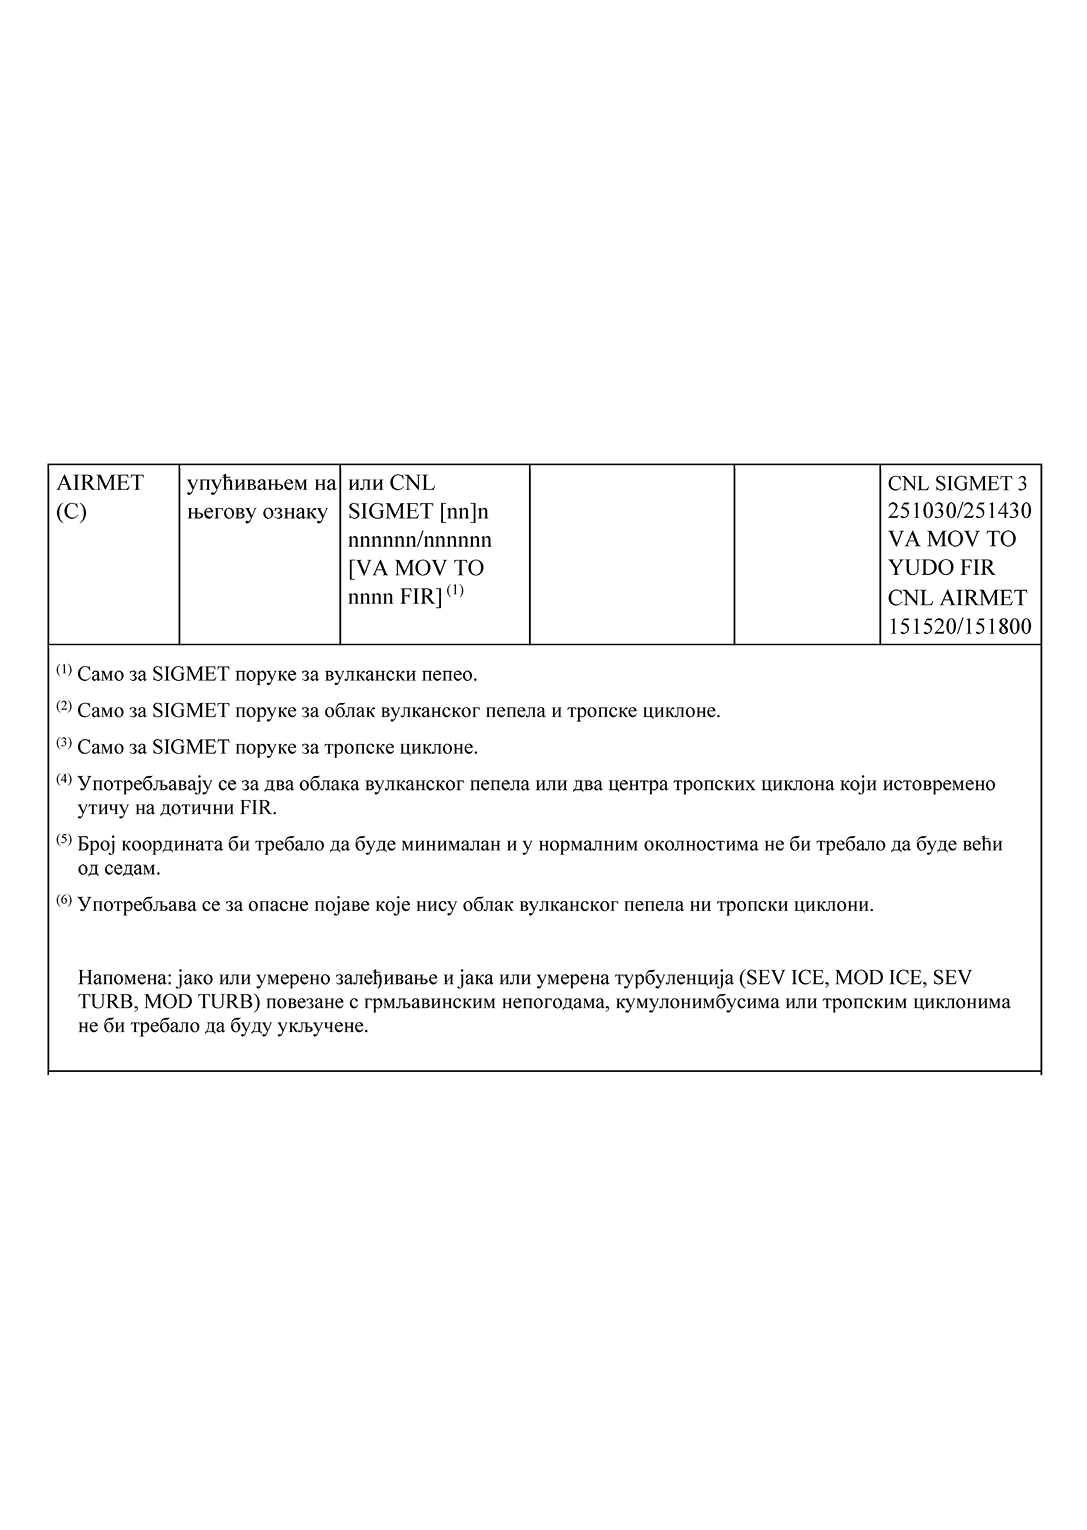 AIRMET
(C)
упућивањем на
његову ознаку
или CNL
SIGMET [nn]n
nnnnnn/nnnnnn
[VA MOV TO
nnnn FIR] (1)
CNL SIGMET 3
251030/251430
VA MOV TO
YUDO FIR
CNL AIRMET
151520/151800
(1) Само за SIGMET поруке за вулкански пепео.
(2) Само за SIGMET поруке за облак вулканског пепела и тропске циклоне.
(3) Само за SIGMET поруке за тропске циклоне.
(4) Употребљавају се за два облака вулканског пепела или два центра тропских циклона који истовремено
утичу на дотични FIR.
(5) Број координата би требало да буде минималан и у нормалним околностима не би требало да буде већи
од седам.
(6) Употребљава се за опасне појаве које нису облак вулканског пепела ни тропски циклони.
Напомена: јако или умерено залеђивање и јака или умерена турбуленција (SEV ICE, MOD ICE, SEV
TURB, MOD TURB) повезане с грмљавинским непогодама, кумулонимбусима или тропским циклонима
не би требало да буду укључене.